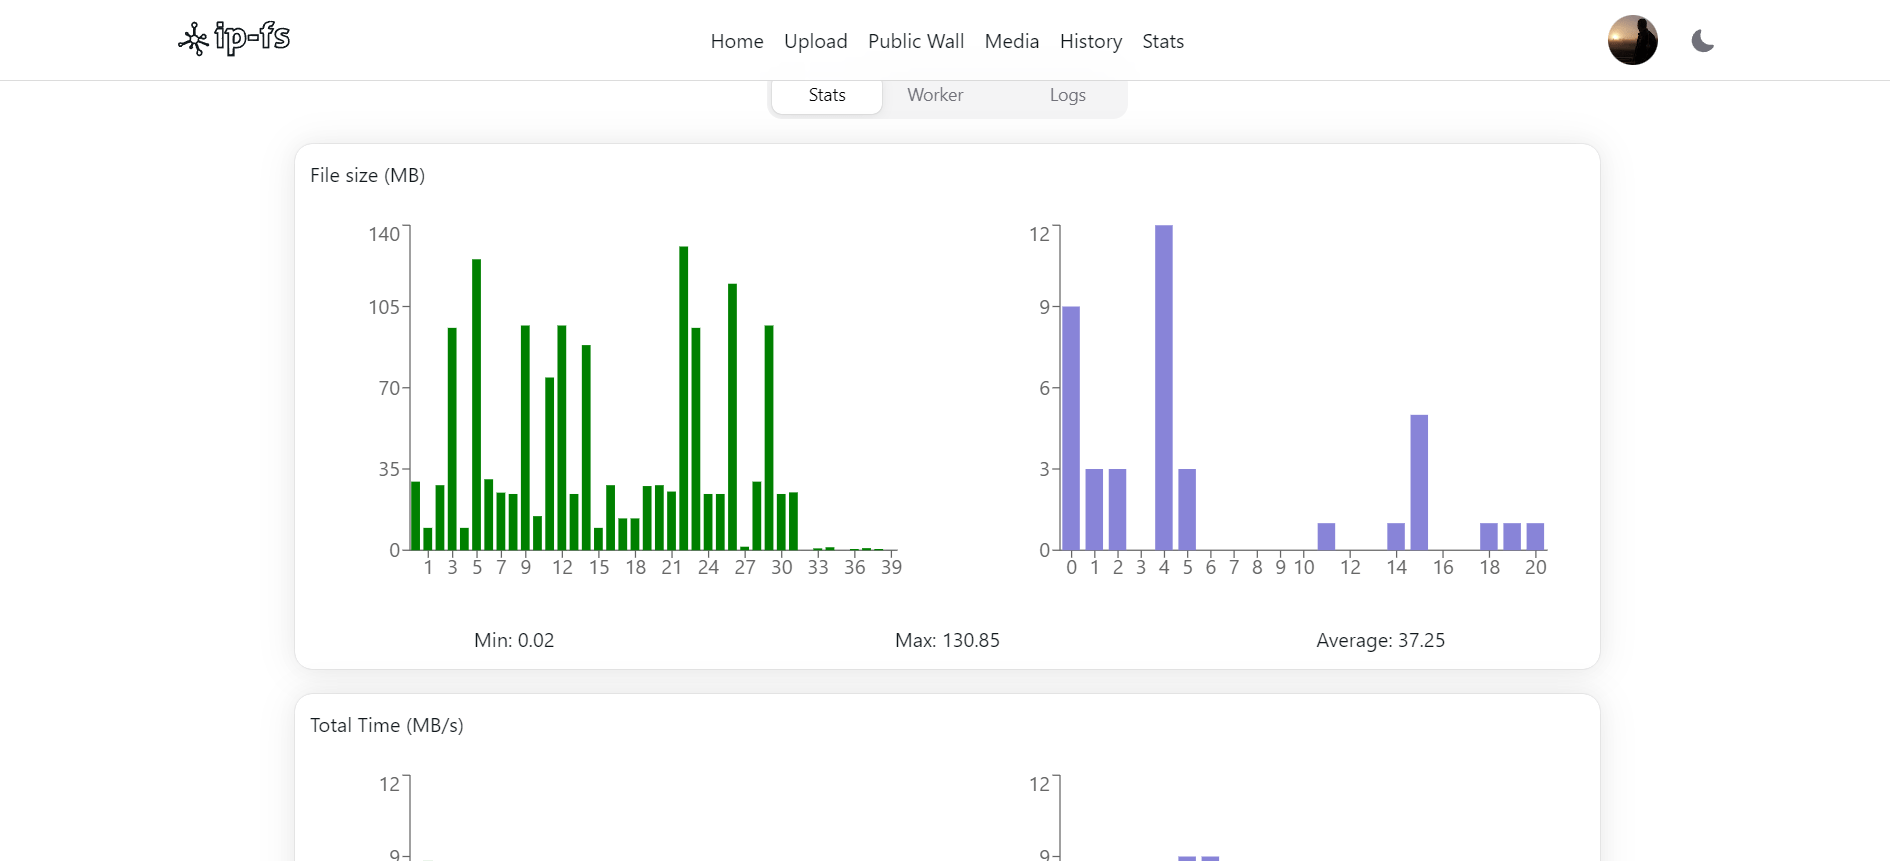 ip-fs
Home Upload Public Wall Media History Stats
Stats Worker Logs
File size (MB)
140
105
70
35
0
1 3 5 7 9 12 15 18 21 24 27 30 33 36 39
12
9
6
3
0
0 1 2 3 4 5 6 7 8 9 10 12 14 16 18 20
Min: 0.02 Max: 130.85 Average: 37.25
Total Time (MB/s)
12
9
12
9